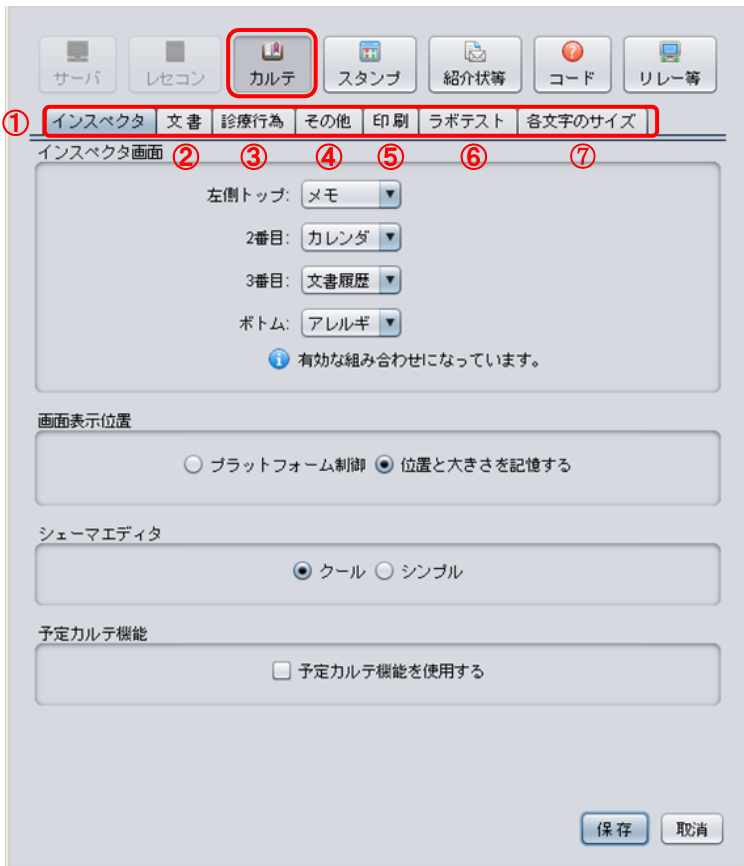 サーバ レセコン カルテ スタンプ 紹介状等 コード リレー等
① インスペクタ 文書 診療行為 その他 印刷 ラボテスト 各文字のサイズ
インスペクタ画面 ② ③ ④ ⑤ ⑥ ⑦
左側トップ: メモ
2番目: カレンダ
3番目: 文書履歴
ボトム: アレルギ
有効な組み合わせになっています。
画面表示位置
プラットフォーム制御 位置と大きさを記憶する
シェーマエディタ
クール シンプル
予定カルテ機能
予定カルテ機能を使用する
保存 取消